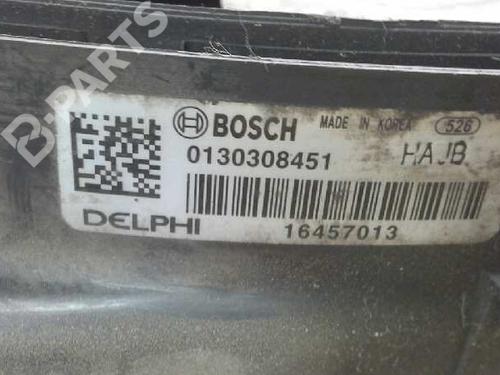 B-PARTS
BOSCH MADE IN KOREA 526
0130308451 HAJB
DELPHI 16457013